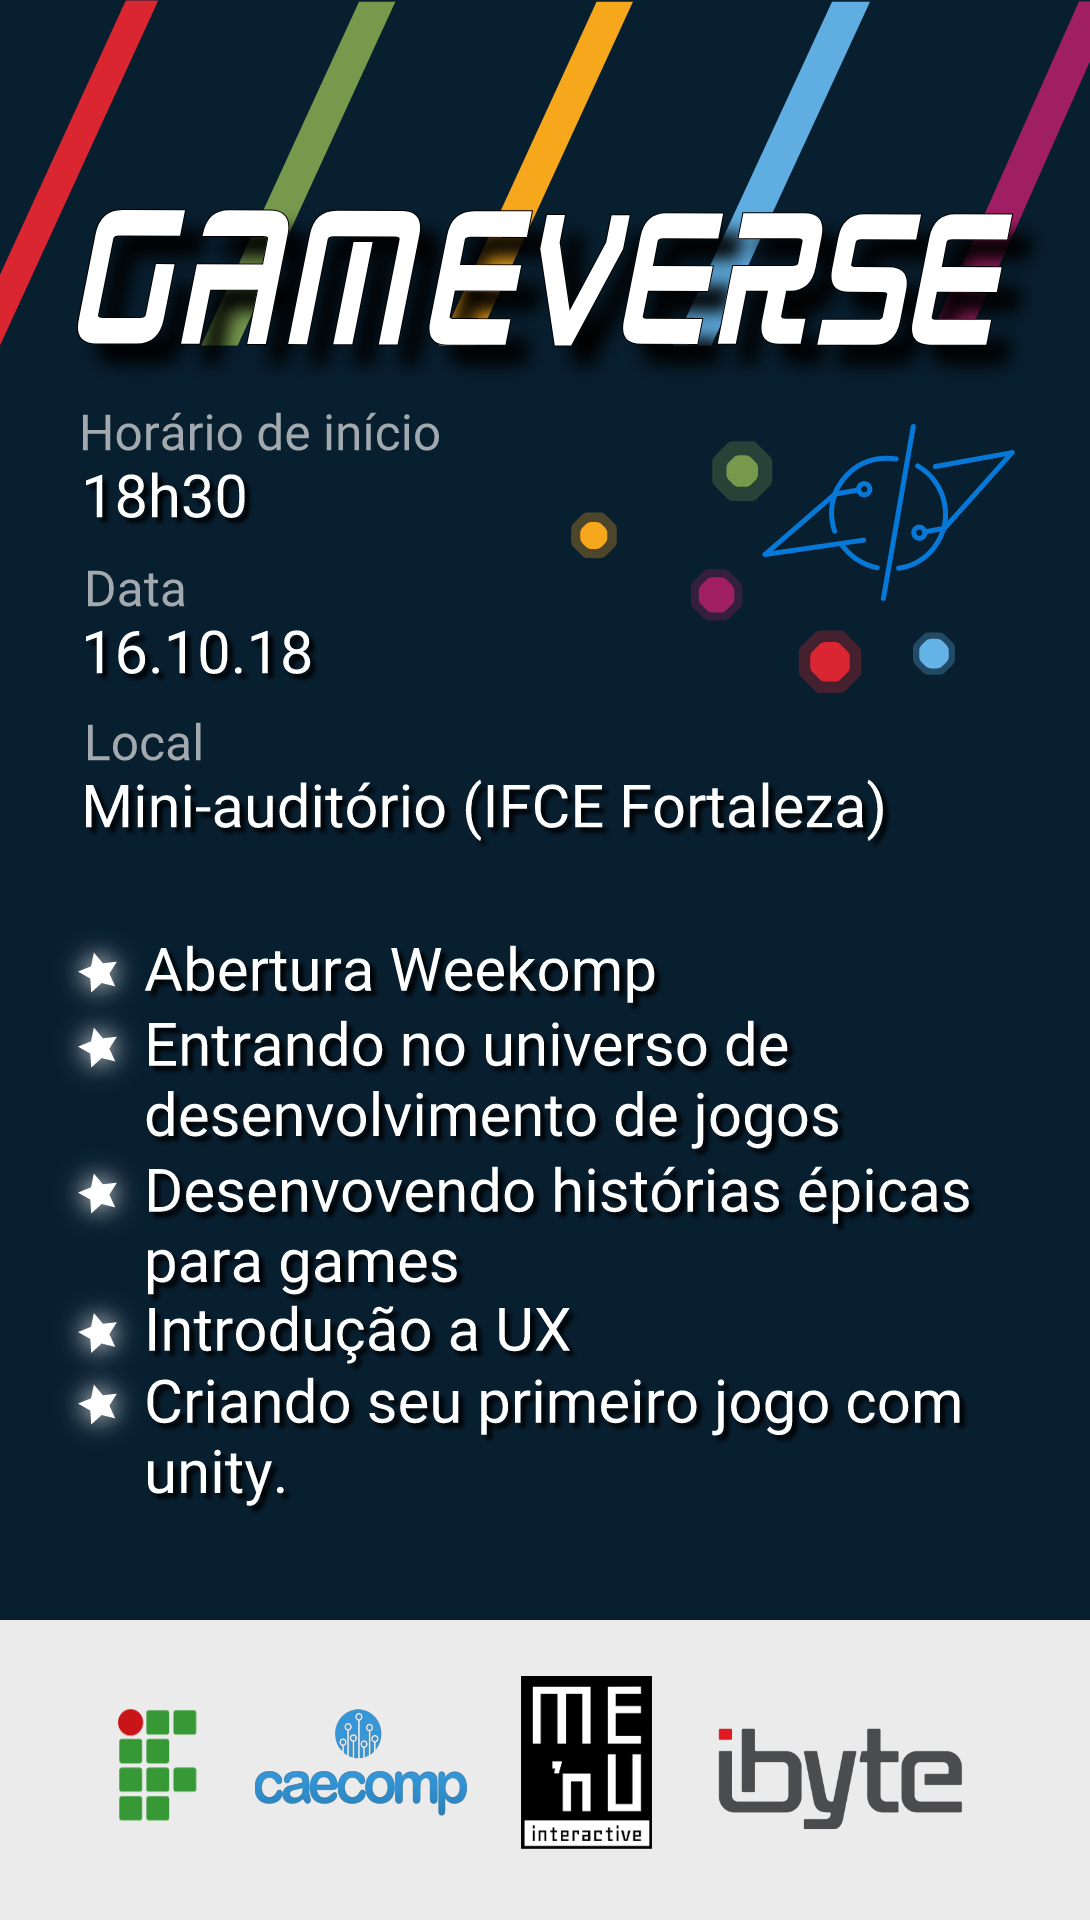 GAMEVERSE
Horário de início
18h30
Data
16.10.18
Local
Mini-auditório (IFCE Fortaleza)
Abertura Weekomp
Entrando no universo de
desenvolvimento de jogos
Desenvovendo histórias épicas
para games
Introdução a UX
Criando seu primeiro jogo com
unity.
caecomp
ME
'nU
interactive
ibyte